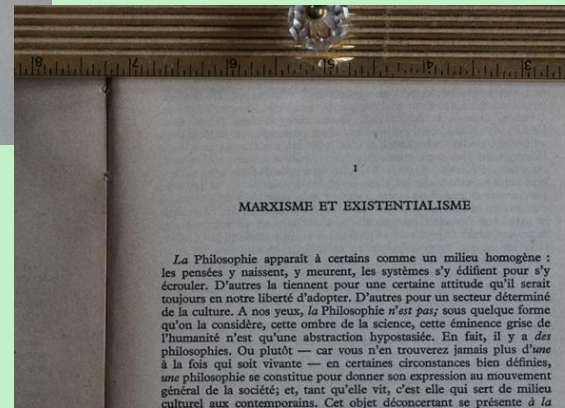 8 7 6 5 4 3
I
MARXISME ET EXISTENTIALISME
La Philosophie apparaît à certains comme un milieu homogène :
les pensées y naissent, y meurent, les systèmes s'y édifient pour s'y
écrouler. D'autres la tiennent pour une certaine attitude qu'il serait
toujours en notre liberté d'adopter. D'autres pour un secteur déterminé
de la culture. A nos yeux, la Philosophie n'est pas; sous quelque forme
qu'on la considère, cette ombre de la science, cette éminence grise de
l'humanité n'est qu'une abstraction hypostasiée. En fait, il y a des
philosophies. Ou plutôt — car vous n'en trouverez jamais plus d'une
à la fois qui soit vivante — en certaines circonstances bien définies,
une philosophie se constitue pour donner son expression au mouvement
général de la société; et, tant qu'elle vit, c'est elle qui sert de milieu
culturel aux contemporains. Cet objet déconcertant se présente à la